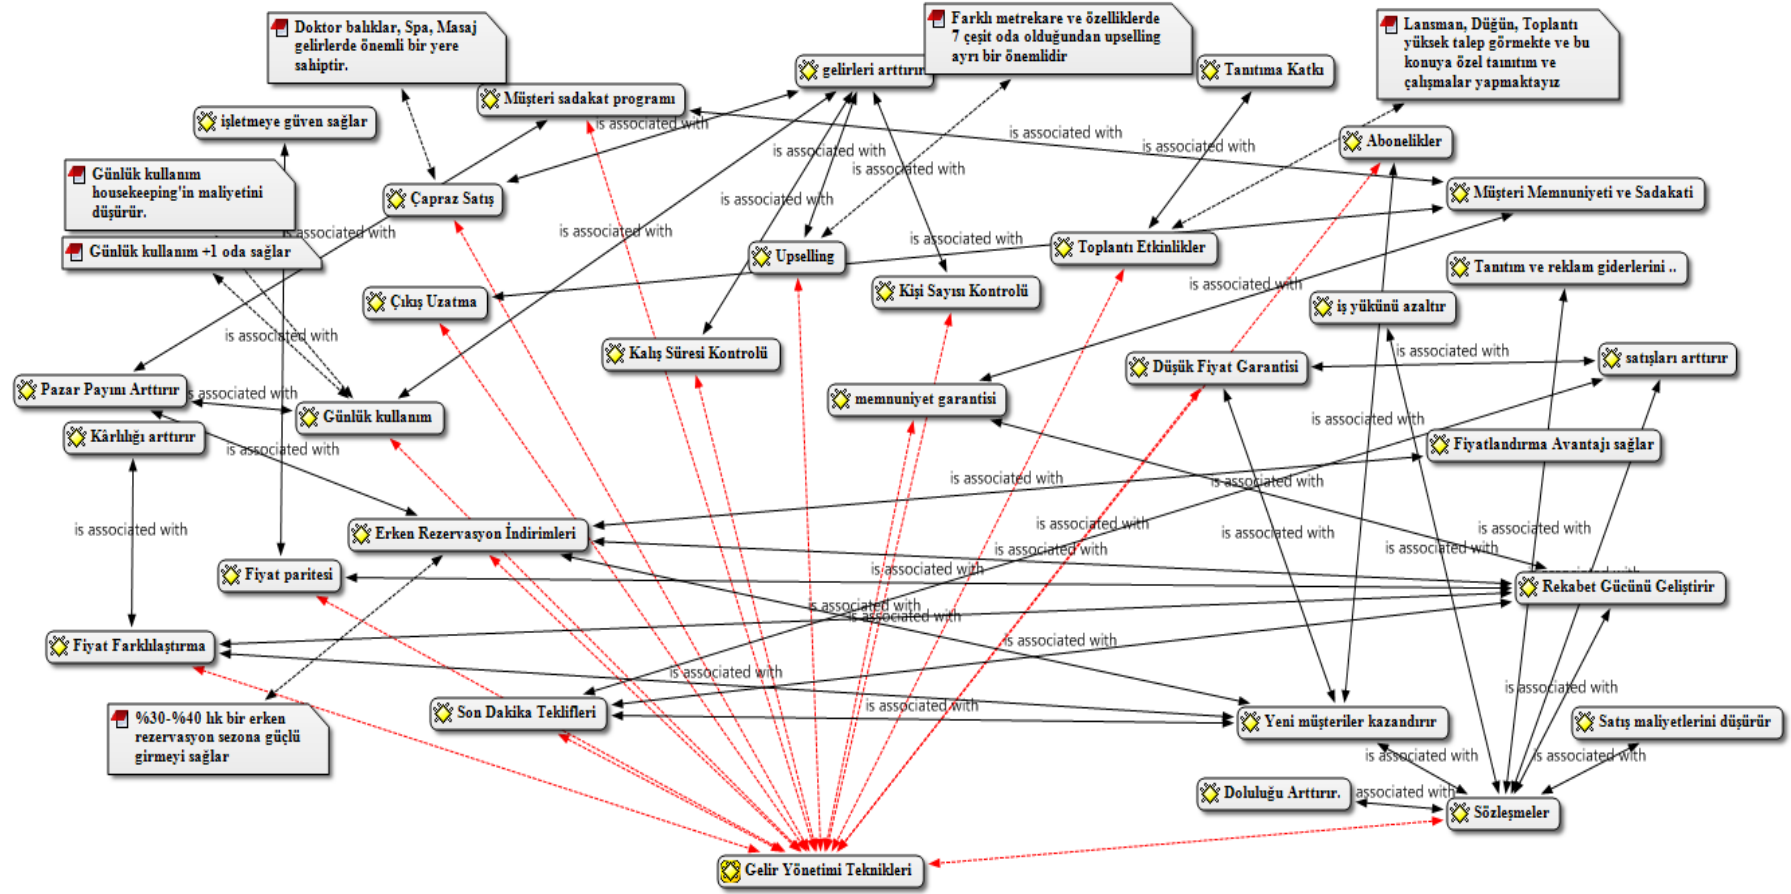 Doktor balıklar, Spa, Masaj
gelirlerde önemli bir yere
sahiptir.
Farklı metrekare ve özelliklerde
7 çeşit oda olduğundan upselling
ayrı bir önemlidir
Lansman, Düğün, Toplantı
yüksek talep görmekte ve bu
konuya özel tanıtım ve
çalışmalar yapmaktayız
gelirleri arttırır
Tanıtıma Katkı
Müşteri sadakat programı
işletmeye güven sağlar
is associated with
is associated with
is associated with
Abonelikler
is associated with
is associated with
Günlük kullanım
housekeeping'in maliyetini
düşürür.
Çapraz Satış
is associated with
Müşteri Memnuniyeti ve Sadakati
is associated with
is associated with
is associated with
is associated with
Günlük kullanım +1 oda sağlar
Upselling
Toplantı Etkinlikler
Tanıtım ve reklam giderlerini ..
is associated with
Çıkış Uzatma
Kişi Sayısı Kontrolü
iş yükünü azaltır
is associated with
Kalış Süresi Kontrolü
is associated with
satışları arttırır
Düşük Fiyat Garantisi
Pazar Payını Arttırır
is associated with
memnuniyet garantisi
Günlük kullanım
is associated with
Kârlılığı arttırır
is associated with
Fiyatlandırma Avantajı sağlar
is associated with
is associated with
is associated with
is associated with
is associated with
is associated with
Erken Rezervasyon İndirimleri
is associated with
is associated with
is associated with
Fiyat paritesi
Rekabet Gücünü Geliştirir
is associated with
is associated with
Fiyat Farklılaştırma
is associated with
is associated with
is associated with
is associated with
Son Dakika Teklifleri
Yeni müşteriler kazandırır
Satış maliyetlerini düşürür
%30-%40 lık bir erken
rezervasyon sezona güçlü
girmeyi sağlar
is associated with
is associated with
Doluluğu Arttırır.
associated with
Sözleşmeler
Gelir Yönetimi Teknikleri